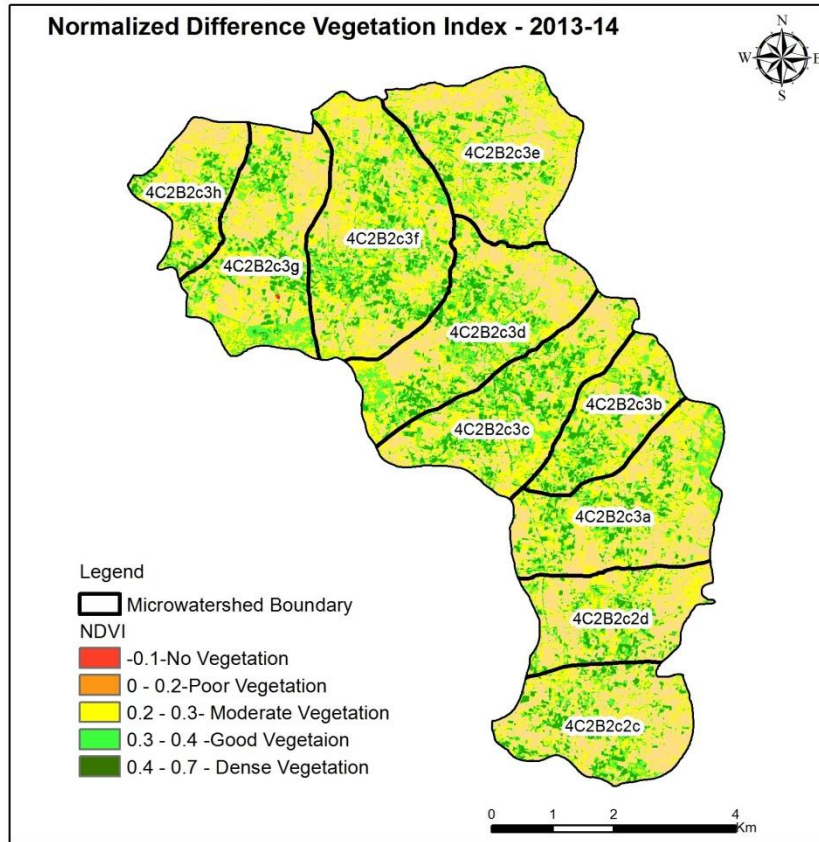 Normalized Difference Vegetation Index - 2013-14
N
W E
S
4C2B2c3e
4C2B2c3h
4C2B2c3f
4C2B2c3g
4C2B2c3d
4C2B2c3b
4C2B2c3c
4C2B2c3a
4C2B2c2d
4C2B2c2c
Legend
Microwatershed Boundary
NDVI
-0.1-No Vegetation
0 - 0.2-Poor Vegetation
0.2 - 0.3- Moderate Vegetation
0.3 - 0.4 -Good Vegetaion
0.4 - 0.7 - Dense Vegetation
0 1 2 4
Km